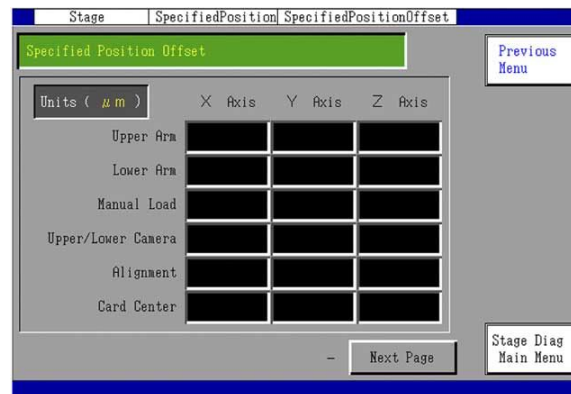 Stage SpecifiedPosition SpecifiedPositionOffset
Specified Position Offset
Previous
Menu
Units ( μm ) X Axis Y Axis Z Axis
Upper Arm
Lower Arm
Manual Load
Upper/Lower Camera
Alignment
Card Center
- Next Page
Stage Diag
Main Menu